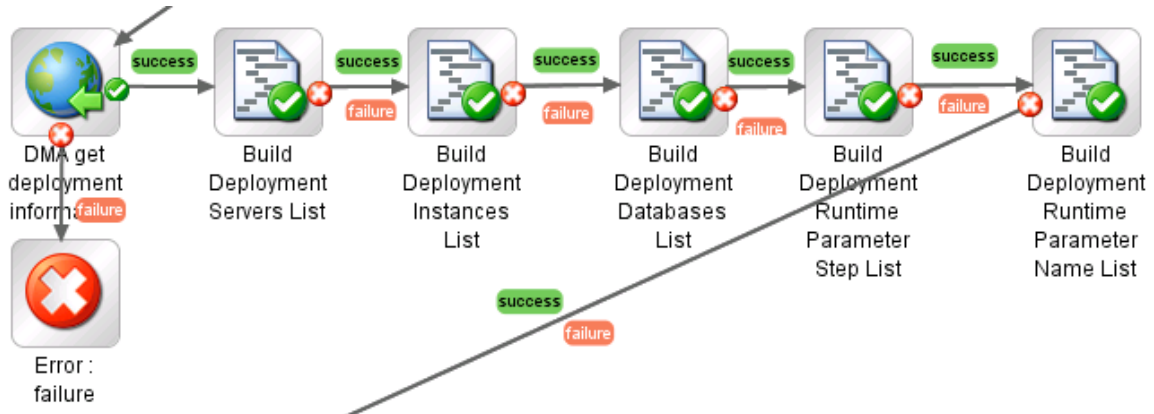 success
success
success
success
success
failure
failure
failure
failure
DMA get
deployment
informa
failure
Build
Deployment
Servers List
Build
Deployment
Instances
List
Build
Deployment
Databases
List
Build
Deployment
Runtime
Parameter
Step List
Build
Deployment
Runtime
Parameter
Name List
success
failure
Error :
failure